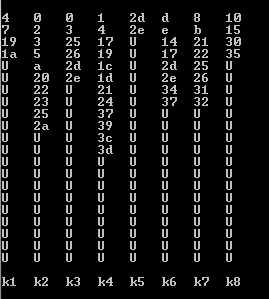 4 0 0 1 2d d 8 10
7 2 3 4 2e e b 15
19 3 25 17 U 14 21 30
1a 5 26 19 U 17 22 35
U a 2d 1c U 2d 25 U
U 20 2e 1d U 2e 26 U
U 22 U 21 U 34 31 U
U 23 U 24 U 37 32 U
U 25 U 37 U U U U
U 2a U 39 U U U U
U U U 3c U U U U
U U U 3d U U U U
U U U U U U U U
U U U U U U U U
U U U U U U U U
U U U U U U U U
k1 k2 k3 k4 k5 k6 k7 k8